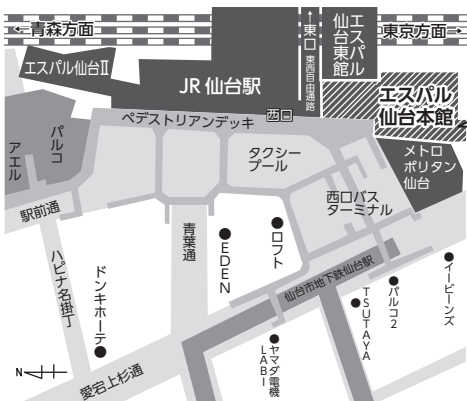 ←青森方面
↑東口
東西自由通路
エスパル
仙台東館
東京方面→
エスパル仙台Ⅱ
JR 仙台駅
エスパル
仙台本館
ペデストリアンデッキ
西口
メトロ
ポリタン
仙台
アエル
パルコ
タクシー
プール
西口バス
ターミナル
駅前通
青葉通
EDEN
ロフト
仙台市地下鉄仙台駅
ハピナ名掛丁
ドンキホーテ
イービーンズ
パルコ2
TSUTAYA
ヤマダ電機
LABI
愛宕上杉通
N